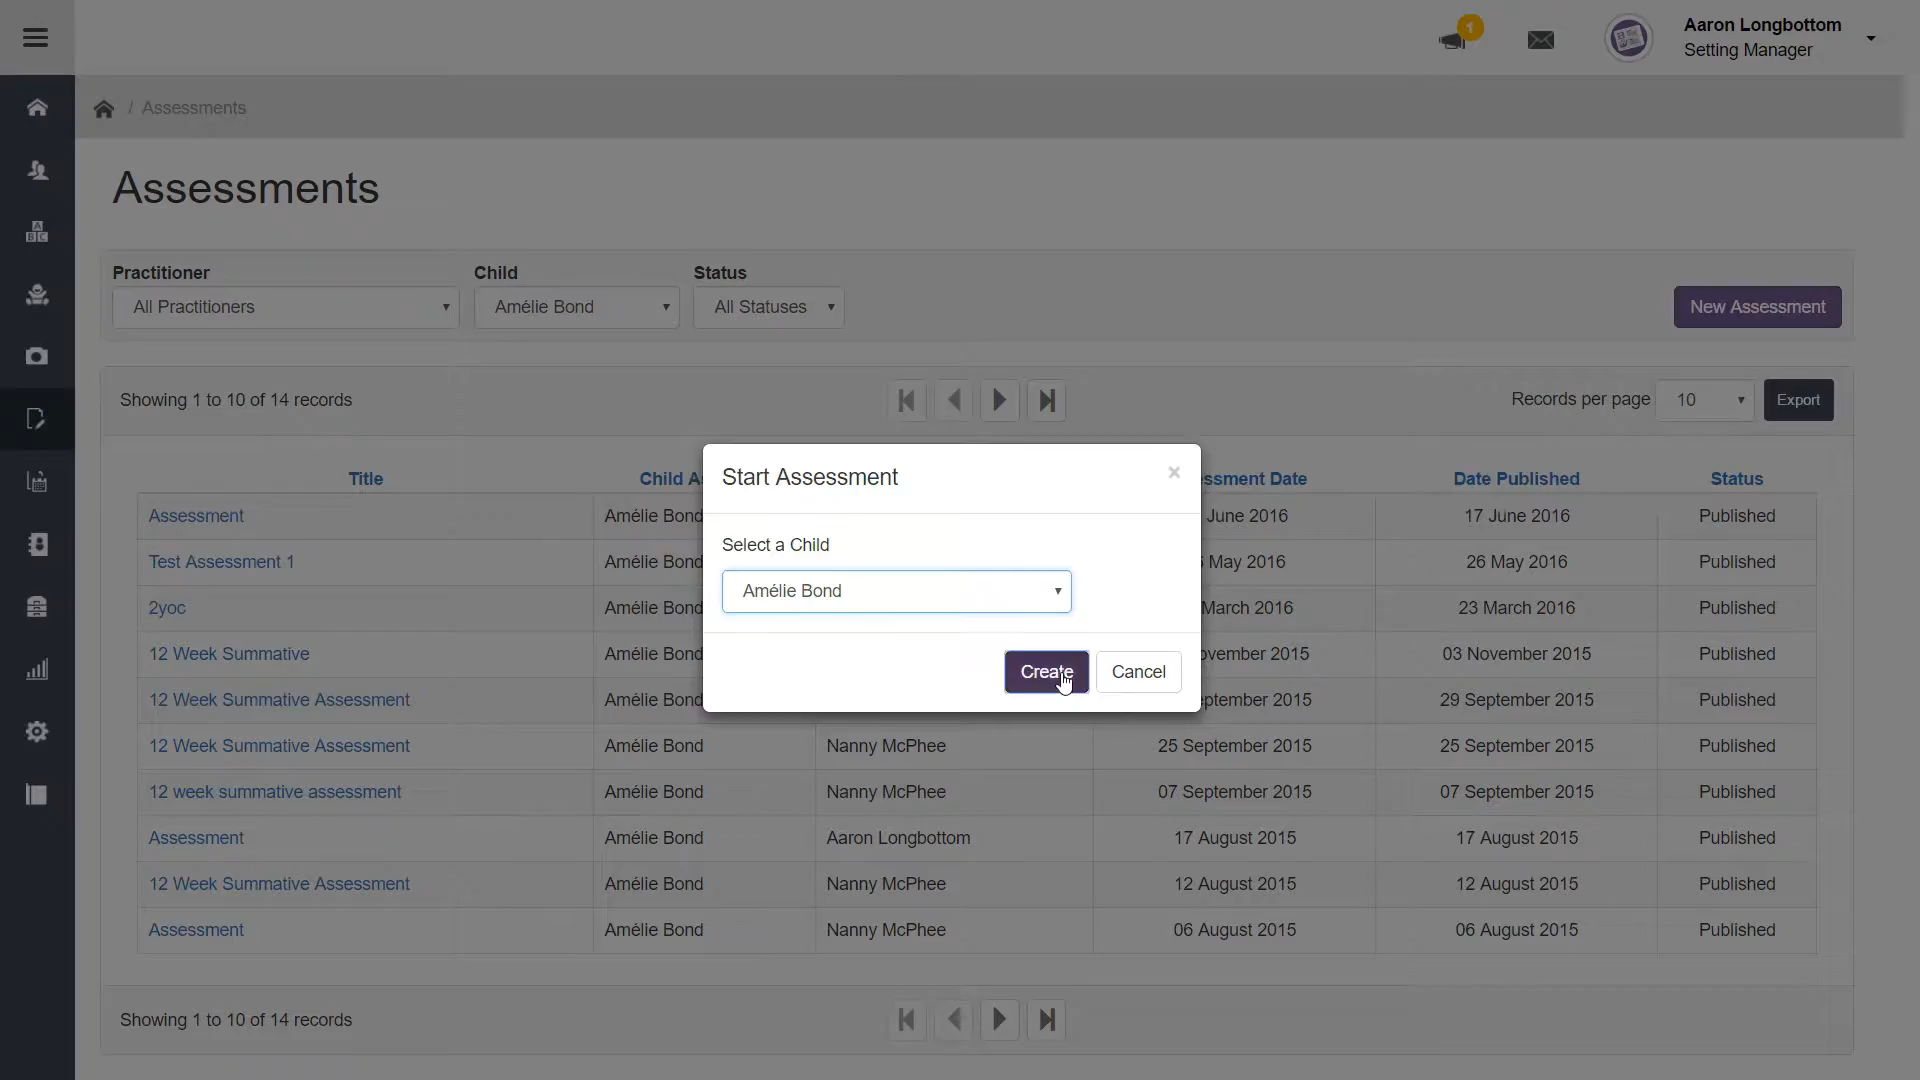 1
Aaron Longbottom
Setting Manager
/ Assessments
Assessments
Practitioner Child Status
All Practitioners Amélie Bond All Statuses New Assessment
Showing 1 to 10 of 14 records Records per page 10 Export
Start Assessment ×
Select a Child
Amélie Bond
Create Cancel
Title Child Date Published Status
Assessment Amélie Bond June 2016 17 June 2016 Published
Test Assessment 1 Amélie Bond May 2016 26 May 2016 Published
2yoc Amélie Bond March 2016 23 March 2016 Published
12 Week Summative Amélie Bond 2015 03 November 2015 Published
12 Week Summative Assessment Amélie Bond 2015 29 September 2015 Published
12 Week Summative Assessment Amélie Bond Nanny McPhee 25 September 2015 25 September 2015 Published
12 week summative assessment Amélie Bond Nanny McPhee 07 September 2015 07 September 2015 Published
Assessment Amélie Bond Aaron Longbottom 17 August 2015 17 August 2015 Published
12 Week Summative Assessment Amélie Bond Nanny McPhee 12 August 2015 12 August 2015 Published
Assessment Amélie Bond Nanny McPhee 06 August 2015 06 August 2015 Published
Showing 1 to 10 of 14 records